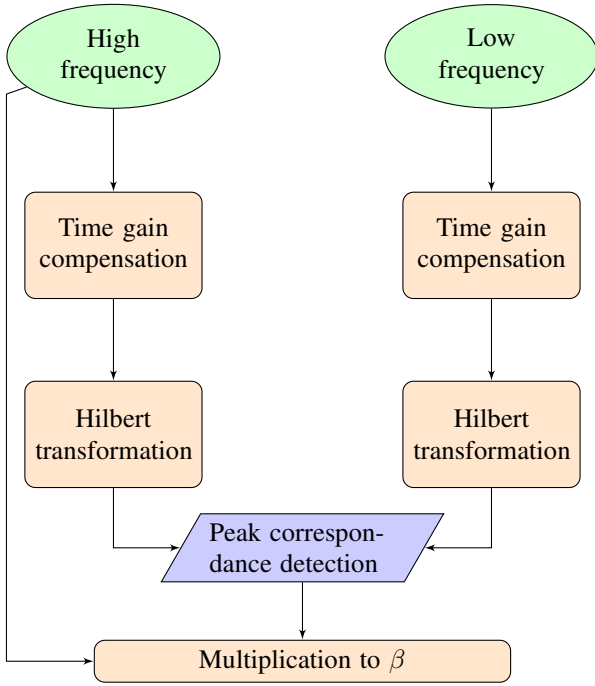 High
frequency
Low
frequency
Time gain
compensation
Time gain
compensation
Hilbert
transformation
Hilbert
transformation
Peak correspon-
dance detection
Multiplication to β